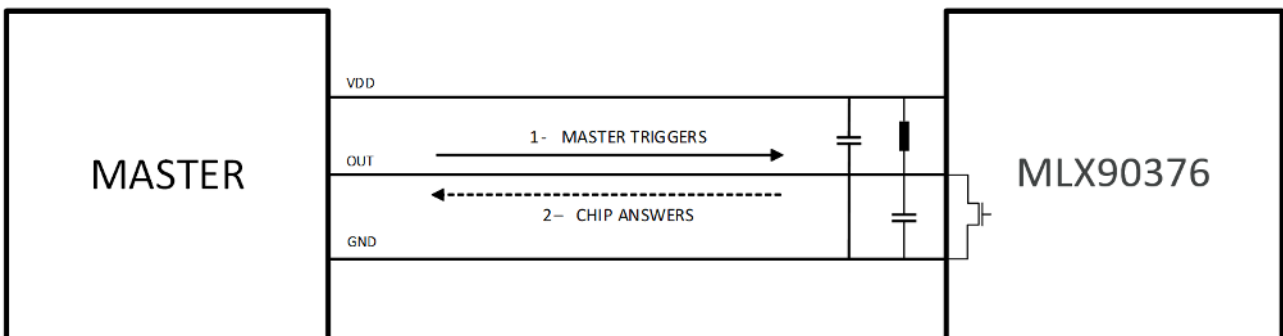 VDD
1- MASTER TRIGGERS
OUT
MASTER
MLX90376
2– CHIP ANSWERS
GND